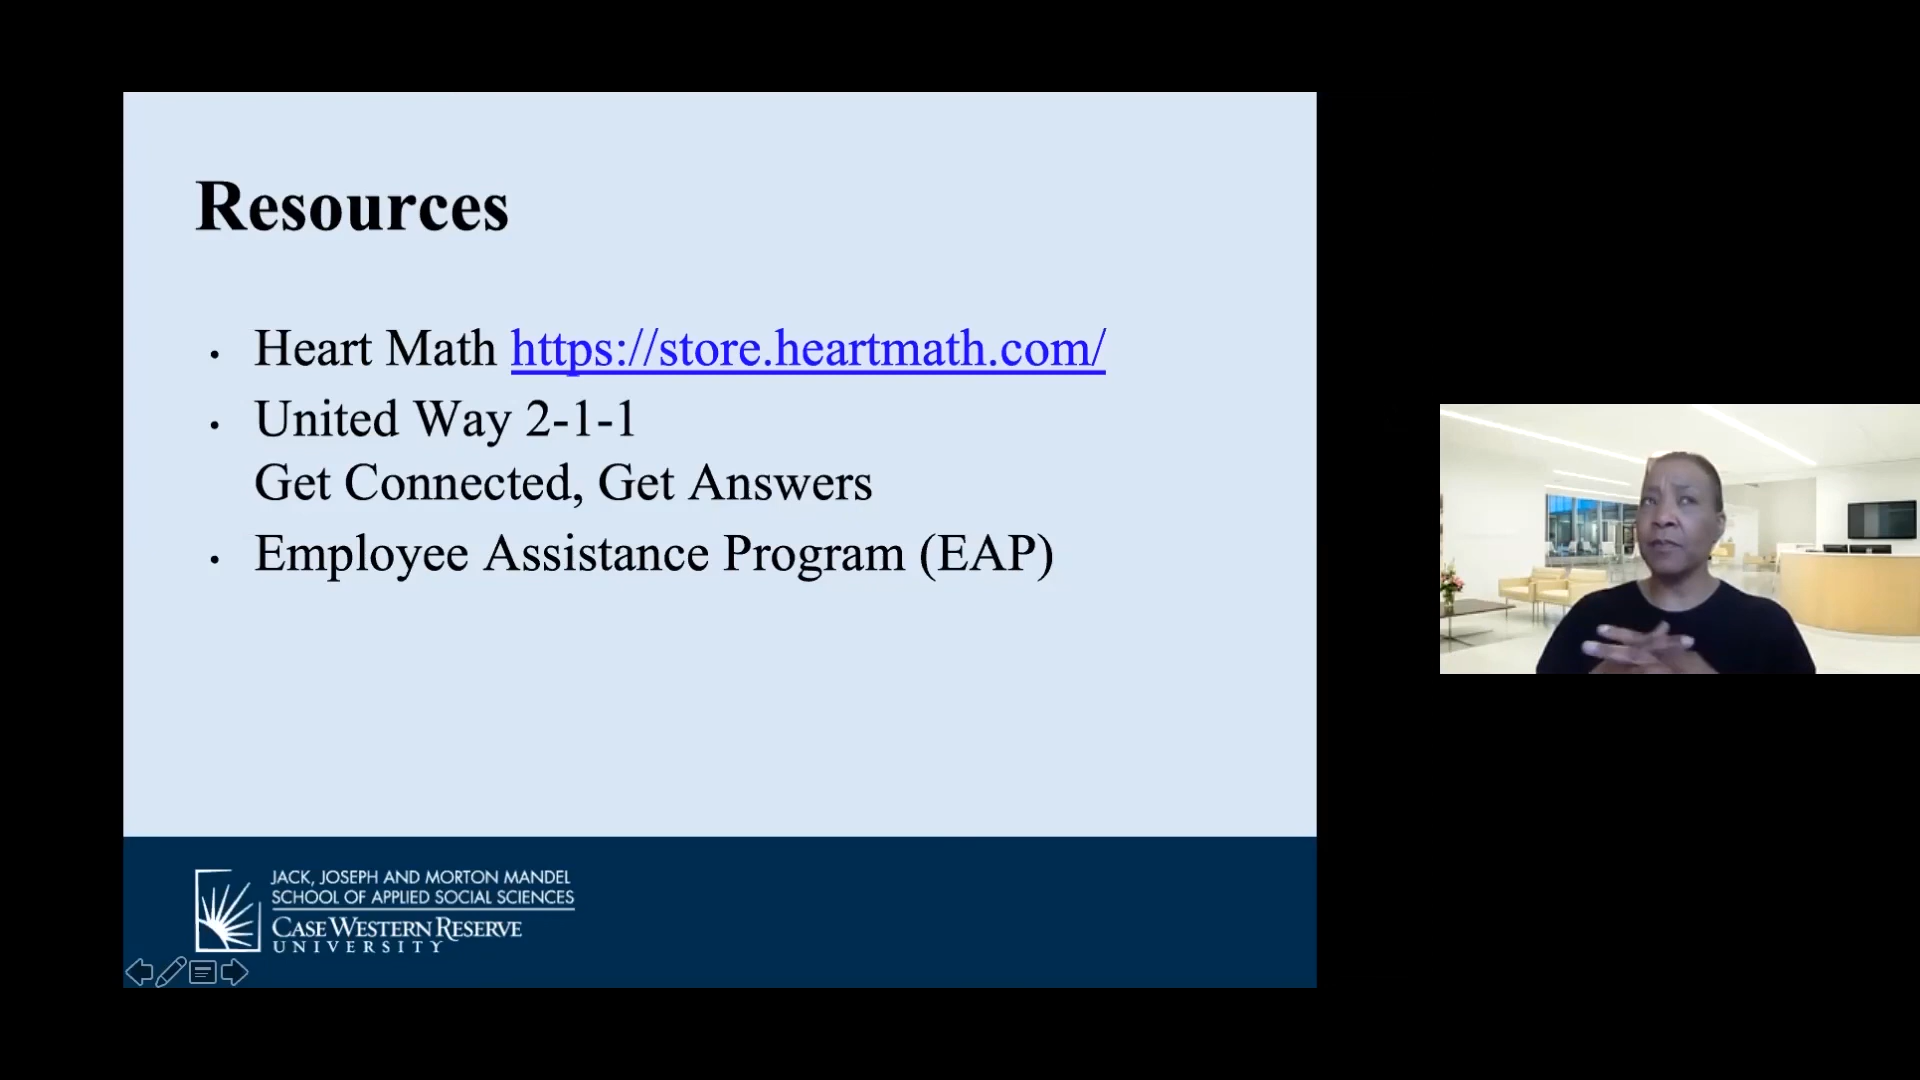 Resources
• Heart Math https://store.heartmath.com/
• United Way 2-1-1
Get Connected, Get Answers
• Employee Assistance Program (EAP)
JACK, JOSEPH AND MORTON MANDEL
SCHOOL OF APPLIED SOCIAL SCIENCES
CASE WESTERN RESERVE
UNIVERSITY